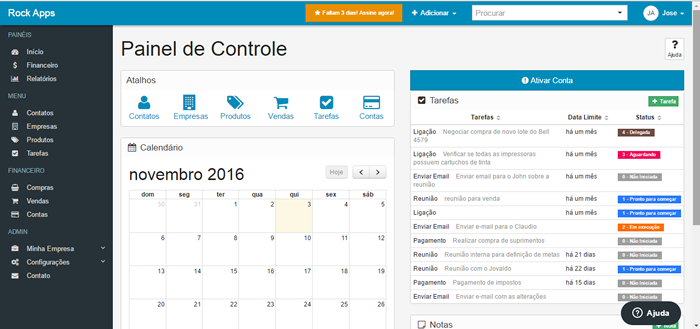 Rock Apps
★ Faltam 3 dias! Assine agora!
+ Adicionar
Procurar
JA
Jose
PAINÉIS
Início
Financeiro
Relatórios
MENU
Contatos
Empresas
Produtos
Tarefas
FINANCEIRO
Compras
Vendas
Contas
ADMIN
Minha Empresa
Configurações
Contato
Painel de Controle
? Ajuda
Atalhos
Contatos
Empresas
Produtos
Vendas
Tarefas
Contas
Calendário
novembro 2016
Hoje
dom seg ter qua qui sex sáb
30 31 1 2 3 4 5
6 7 8 9 10 11 12
13 14 15 16 17 18 19
20 21 22 23 24 25 26
Ativar Conta
Tarefas
+ Tarefa
Tarefas Data Limite Status
Ligação Negociar compra de novo lote do Bell 4579 há um mês 4 - Delegada
Ligação Verificar se todas as impressoras possuem cartuchos de tinta há um mês 3 - Aguardando
Enviar Email Enviar email para o John sobre a reunião há um mês 0 - Não Iniciada
Reunião reunião para venda há um mês 1 - Pronto para começar
Ligação há um mês 1 - Pronto para começar
Enviar Email Enviar e-mail para o Claudio 2 - Em execução
Pagamento Realizar compra de suprimentos 0 - Não Iniciada
Reunião Reunião interna para definição de metas há 21 dias 0 - Não Iniciada
Reunião Reunião com o Jovaldo há 22 dias 1 - Pronto para começar
Pagamento Pagamento de impostos há 15 dias 0 - Não Iniciada
Enviar Email Enviar e-mail com as alterações 0 - Não Iniciada
Notas
+ Nota
? Ajuda